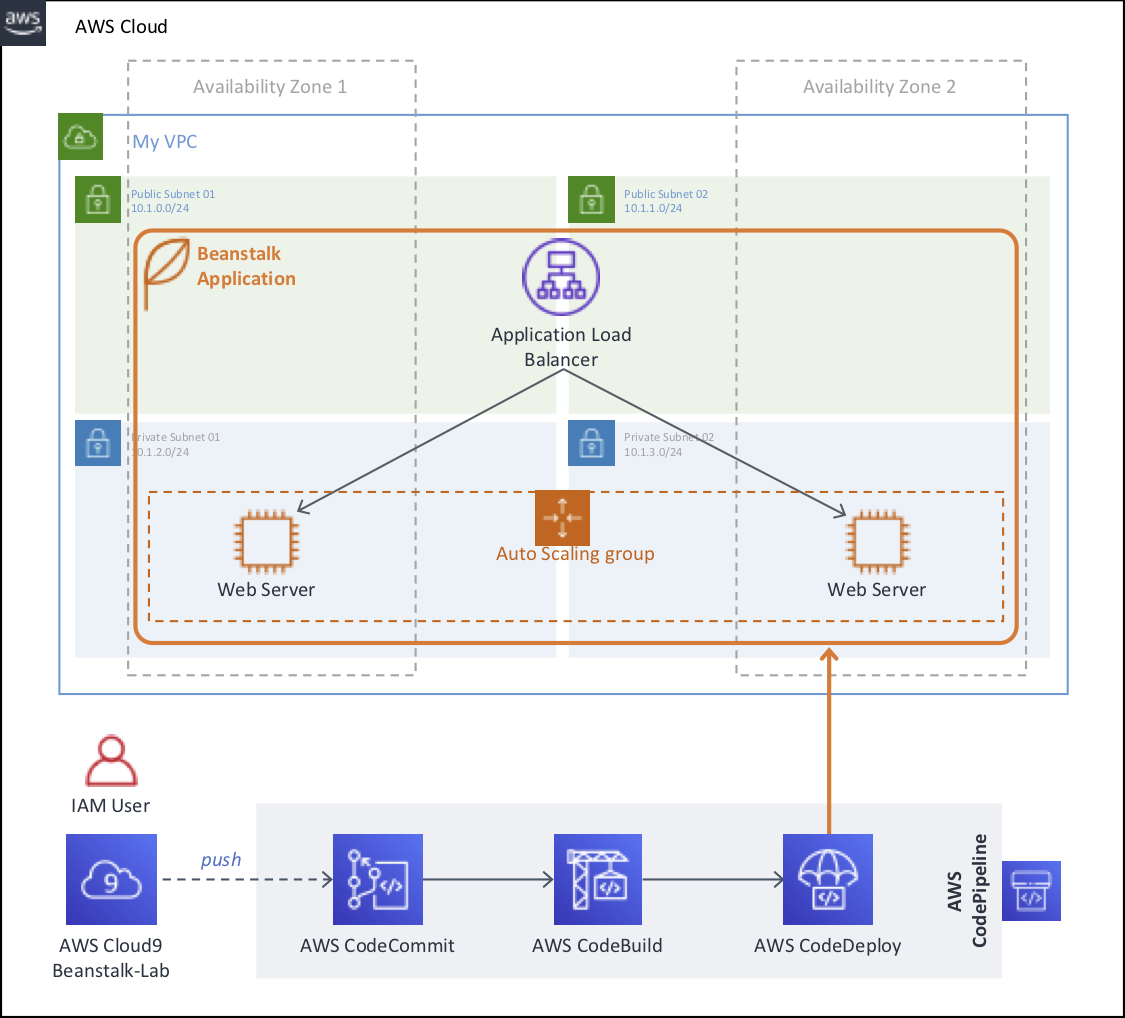 aws
AWS Cloud
Availability Zone 1
Availability Zone 2
My VPC
Public Subnet 01
10.1.0.0/24
Public Subnet 02
10.1.1.0/24
Beanstalk
Application
Application Load
Balancer
Private Subnet 01
10.1.2.0/24
Private Subnet 02
10.1.3.0/24
Auto Scaling group
Web Server
Web Server
IAM User
push
9
</>
</>
</>
</>
AWS
CodePipeline
AWS Cloud9
Beanstalk-Lab
AWS CodeCommit
AWS CodeBuild
AWS CodeDeploy